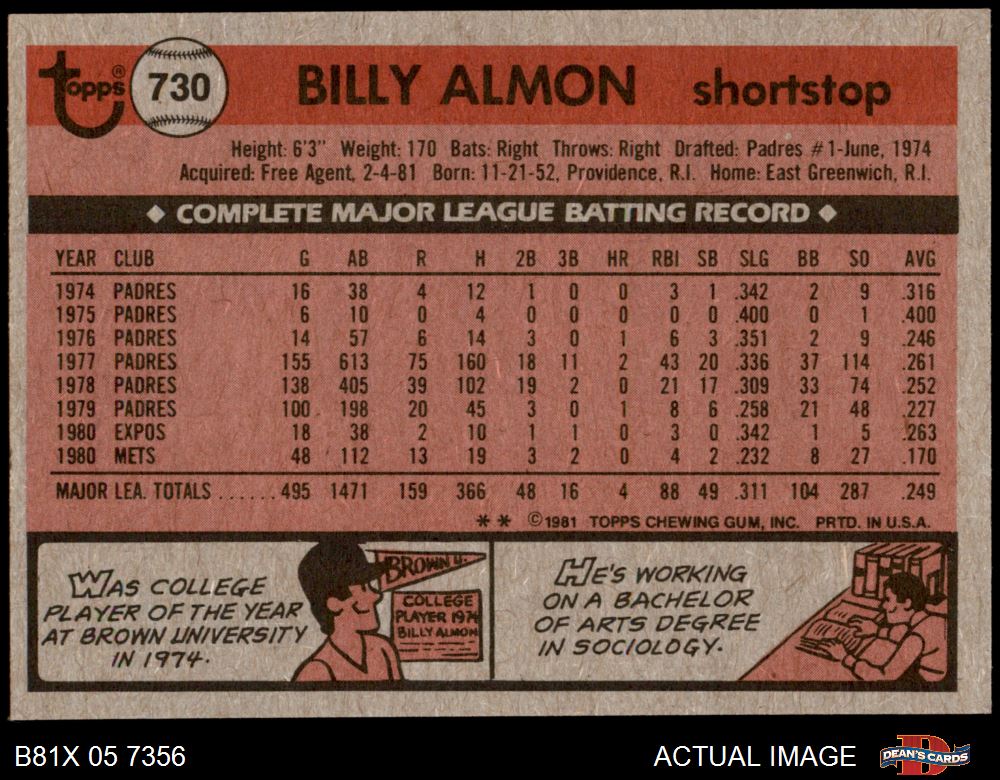 topps® 730 BILLY ALMON shortstop
Height: 6'3" Weight: 170 Bats: Right Throws: Right Drafted: Padres #1-June, 1974
Acquired: Free Agent, 2-4-81 Born: 11-21-52, Providence, R.I. Home: East Greenwich, R.I.
◆ COMPLETE MAJOR LEAGUE BATTING RECORD ◆
YEAR CLUB G AB R H 2B 3B HR RBI SB SLG BB SO AVG
1974 PADRES 16 38 4 12 1 0 0 3 1 .342 2 9 .316
1975 PADRES 6 10 0 4 0 0 0 0 0 .400 0 1 .400
1976 PADRES 14 57 6 14 3 0 1 6 3 .351 2 9 .246
1977 PADRES 155 613 75 160 18 11 2 43 20 .336 37 114 .261
1978 PADRES 138 405 39 102 19 2 0 21 17 .309 33 74 .252
1979 PADRES 100 198 20 45 3 0 1 8 6 .258 21 48 .227
1980 EXPOS 18 38 2 10 1 1 0 3 0 .342 1 5 .263
1980 METS 48 112 13 19 3 2 0 4 2 .232 8 27 .170
MAJOR LEA. TOTALS ...... 495 1471 159 366 48 16 4 88 49 .311 104 287 .249
* * ©1981 TOPPS CHEWING GUM, INC. PRTD. IN U.S.A.
WAS COLLEGE
PLAYER OF THE YEAR
AT BROWN UNIVERSITY
IN 1974.
BROWN U.
COLLEGE
PLAYER 1974
BILLY ALMON
HE'S WORKING
ON A BACHELOR
OF ARTS DEGREE
IN SOCIOLOGY.
B81X 05 7356 ACTUAL IMAGE DEAN'S CARDS